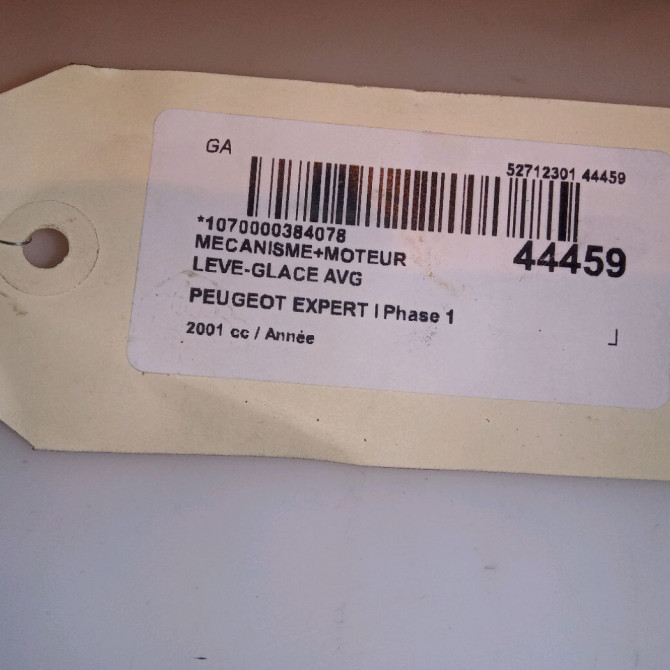 GA
52712301 44459
*1070000384078
44459
MECANISME+MOTEUR
LEVE-GLACE AVG
PEUGEOT EXPERT I Phase 1
2001 cc / Année